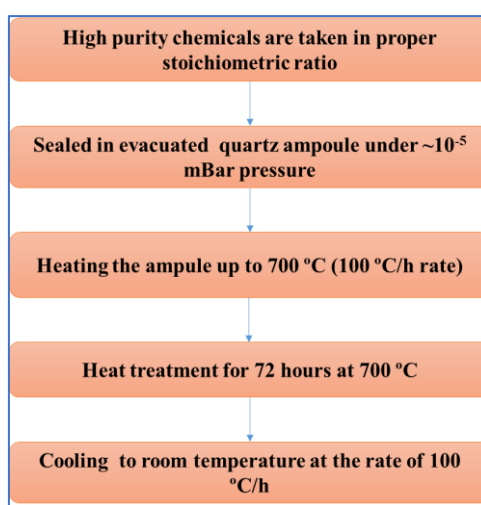 High purity chemicals are taken in proper
stoichiometric ratio
Sealed in evacuated quartz ampoule under ~10⁻⁵
mBar pressure
Heating the ampule up to 700 ºC (100 ºC/h rate)
Heat treatment for 72 hours at 700 ºC
Cooling to room temperature at the rate of 100
ºC/h